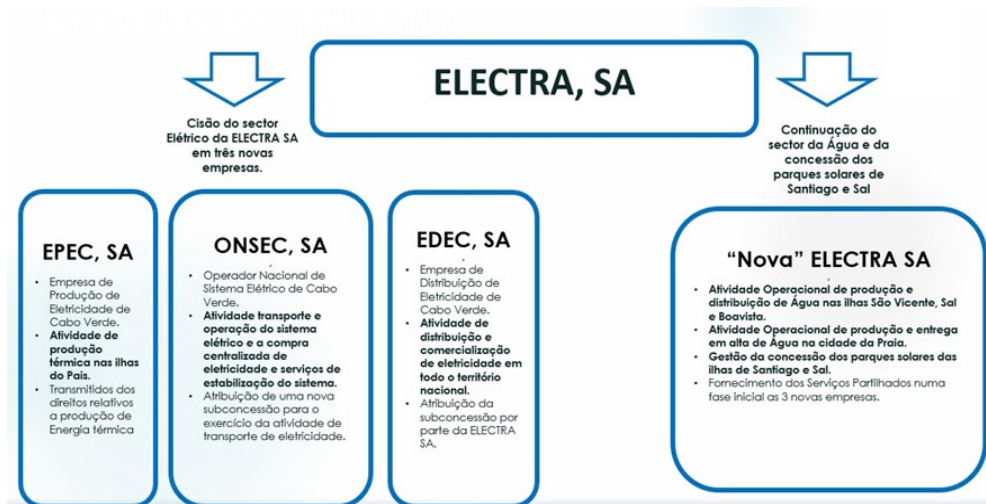 ELECTRA, SA
Cisão do sector
Elétrico da ELECTRA SA
em três novas
empresas.
Continuação do
sector da Água e da
concessão dos
parques solares de
Santiago e Sal
EPEC, SA
• Empresa de
Produção de
Eletricidade de
Cabo Verde.
• Atividade de
produção
térmica nas ilhas
do Pais.
• Transmitidos dos
direitos relativos
a produção de
Energia térmica
ONSEC, SA
• Operador Nacional de
Sistema Elétrico de Cabo
Verde.
• Atividade transporte e
operação do sistema
elétrico e a compra
centralizada de
eletricidade e serviços de
estabilização do sistema.
• Atribuição de uma nova
subconcessão para o
exercício da atividade de
transporte de eletricidade.
EDEC, SA
• Empresa de
Distribuição de
Eletricidade de
Cabo Verde.
• Atividade de
distribuição e
comercialização
de eletricidade em
todo o território
nacional.
• Atribuição da
subconcessão por
parte da ELECTRA
SA.
“Nova” ELECTRA SA
• Atividade Operacional de produção e
distribuição de Água nas ilhas São Vicente, Sal
e Boavista.
• Atividade Operacional de produção e entrega
em alta de Água na cidade da Praia.
• Gestão da concessão dos parques solares das
ilhas de Santiago e Sal.
• Fornecimento dos Serviços Partilhados numa
fase inicial as 3 novas empresas.